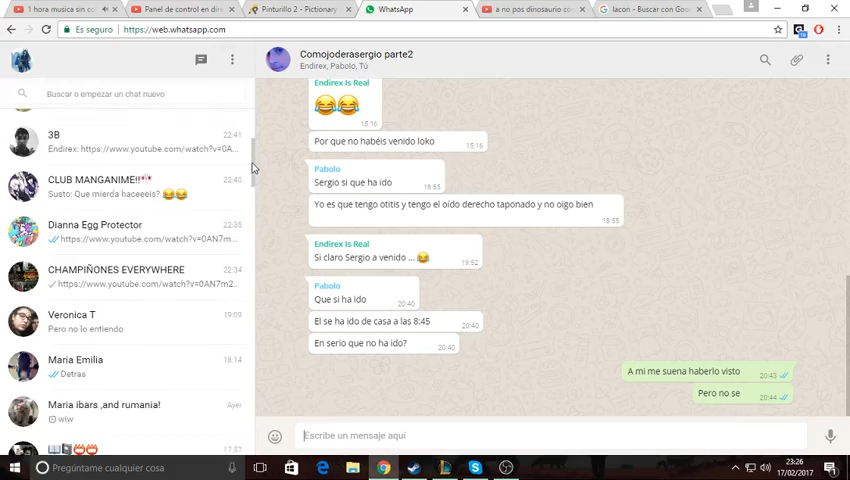 1 hora musica sin co
Panel de control en dire
Pinturillo 2 - Pictionary
WhatsApp
a no pos dinosaurio co
lacon - Buscar con Goo
Es seguro
https://web.whatsapp.com
Comojoderasergio parte2
Endirex, Pabolo, Tú
Buscar o empezar un chat nuevo
3B
22:41
Endirex: https://www.youtube.com/watch?v=0A...
CLUB MANGANIME!!
22:40
Susto: Que mierda haceeeis? 😂😂
Dianna Egg Protector
22:35
https://www.youtube.com/watch?v=0AN7m...
CHAMPIÑONES EVERYWHERE
22:34
https://www.youtube.com/watch?v=0AN7m2...
Veronica T
19:09
Pero no lo entiendo
Maria Emilia
18:14
Detras
Maria ibars ,and rumania!
Ayer
wiw
17:52
Endirex Is Real
😂😂
15:16
Por que no habéis venido loko
15:16
Pabolo
Sergio si que ha ido
18:55
Yo es que tengo otitis y tengo el oído derecho taponado y no oigo bien
18:55
Endirex Is Real
Si claro Sergio a venido ...😂
19:52
Pabolo
Que si ha ido
20:40
El se ha ido de casa a las 8:45
20:40
En serio que no ha ido?
20:40
A mi me suena haberlo visto
20:43
Pero no se
20:44
Escribe un mensaje aquí
Pregúntame cualquier cosa
23:26
17/02/2017